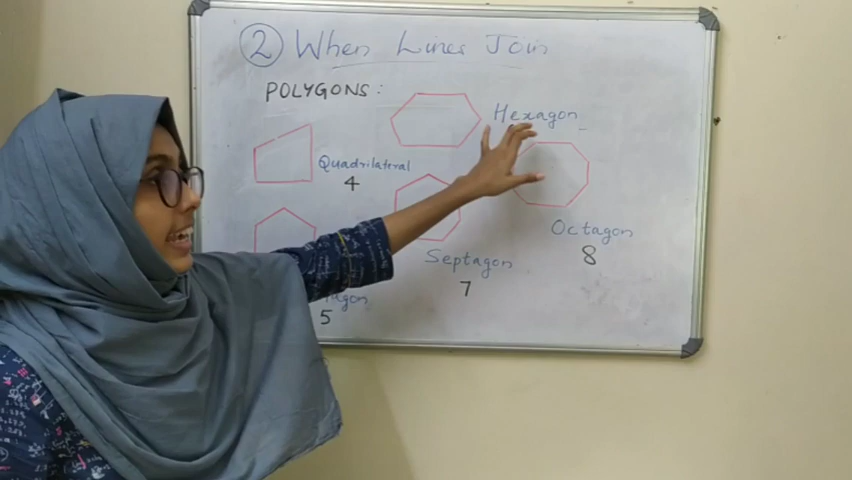 2 When Lines Join
POLYGONS:
Hexagon
Quadrilateral
4
Octagon
8
Septagon
7
5